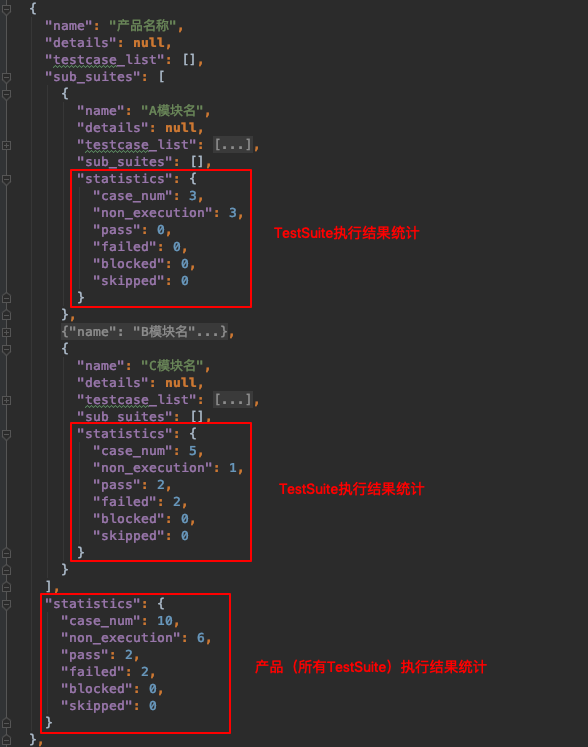 {
"name": "产品名称",
"details": null,
"testcase_list": [],
"sub_suites": [
{
"name": "A模块名",
"details": null,
"testcase_list": [...],
"sub_suites": [],
"statistics": {
"case_num": 3,
"non_execution": 3,
"pass": 0,
"failed": 0,
"blocked": 0,
"skipped": 0
}
TestSuite执行结果统计
},
{"name": "B模块名"...},
{
"name": "C模块名",
"details": null,
"testcase_list": [...],
"sub_suites": [],
"statistics": {
"case_num": 5,
"non_execution": 1,
"pass": 2,
"failed": 2,
"blocked": 0,
"skipped": 0
}
TestSuite执行结果统计
}
],
"statistics": {
"case_num": 10,
"non_execution": 6,
"pass": 2,
"failed": 2,
"blocked": 0,
"skipped": 0
}
产品（所有TestSuite）执行结果统计
},